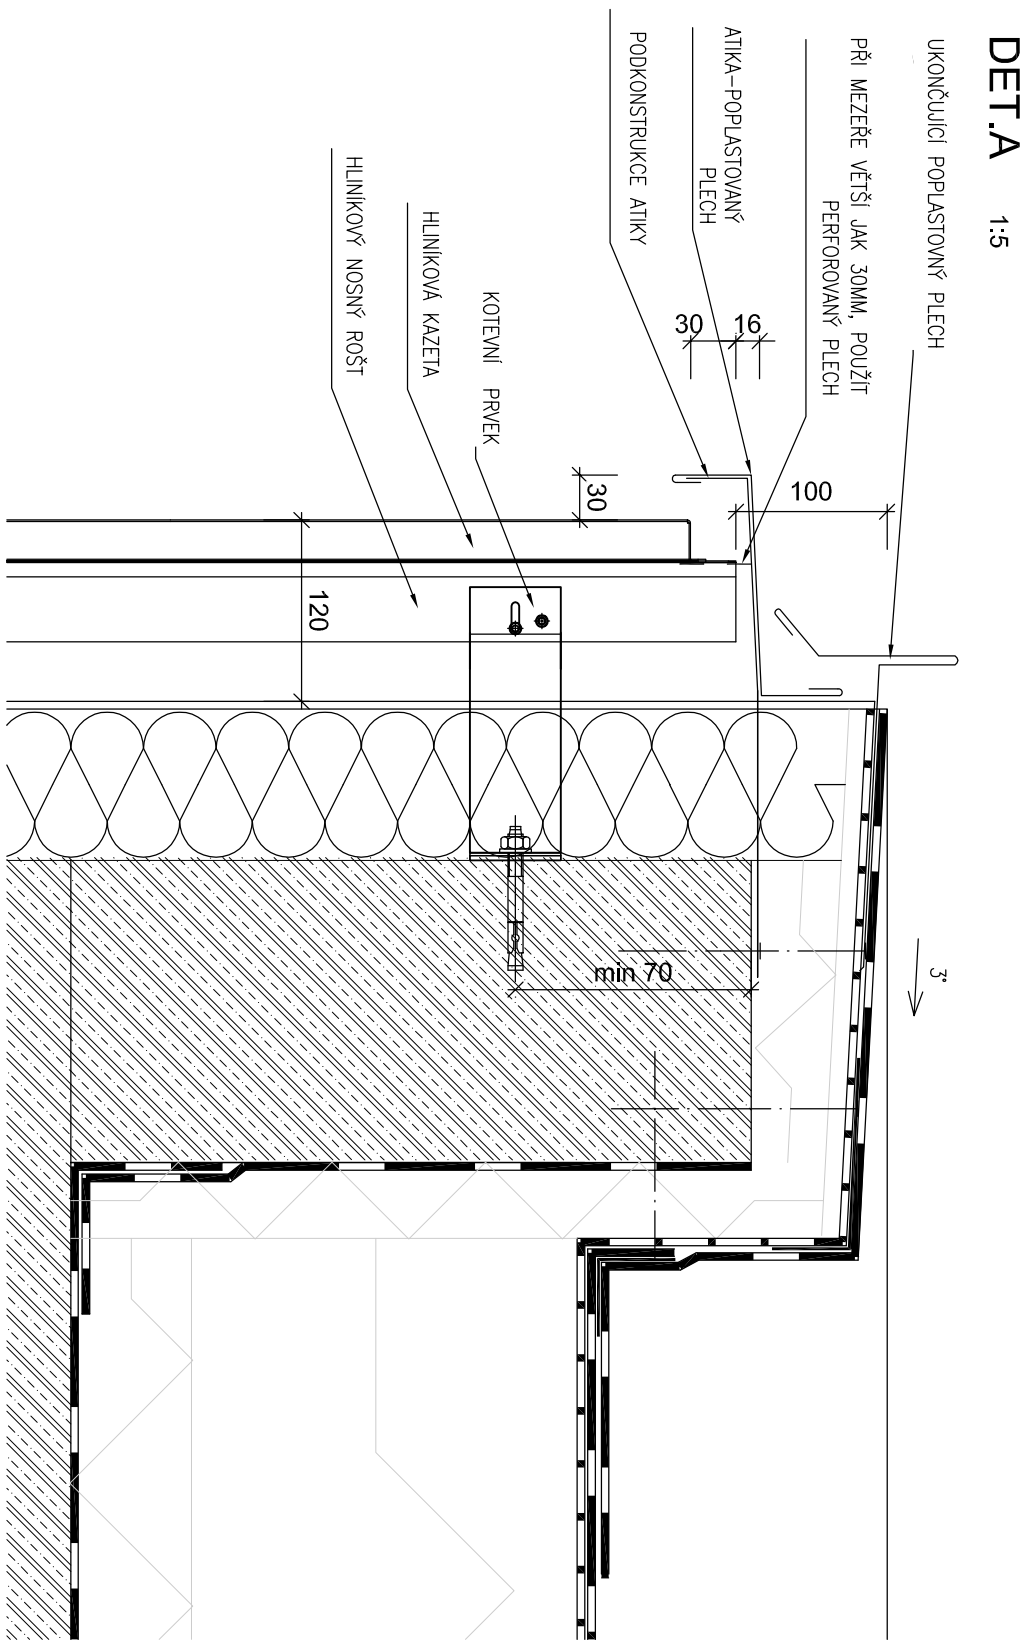 DET.A 1:5
UKONČUJÍCÍ POPLASTOVNÝ PLECH
PŘI MEZEŘE VĚTŠÍ JAK 30MM, POUŽÍT
PERFOROVANÝ PLECH
ATIKA-POPLASTOVANÝ
PLECH
PODKONSTRUKCE ATIKY
KOTEVNÍ PRVEK
HLINÍKOVÁ KAZETA
HLINÍKOVÝ NOSNÝ ROŠT
30
16
100
30
120
min 70
3°